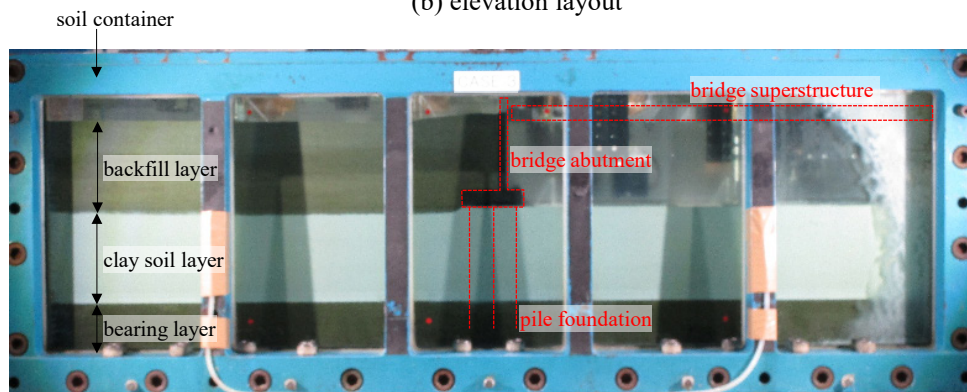 (b) elevation layout
soil container
bridge superstructure
bridge abutment
backfill layer
clay soil layer
pile foundation
bearing layer